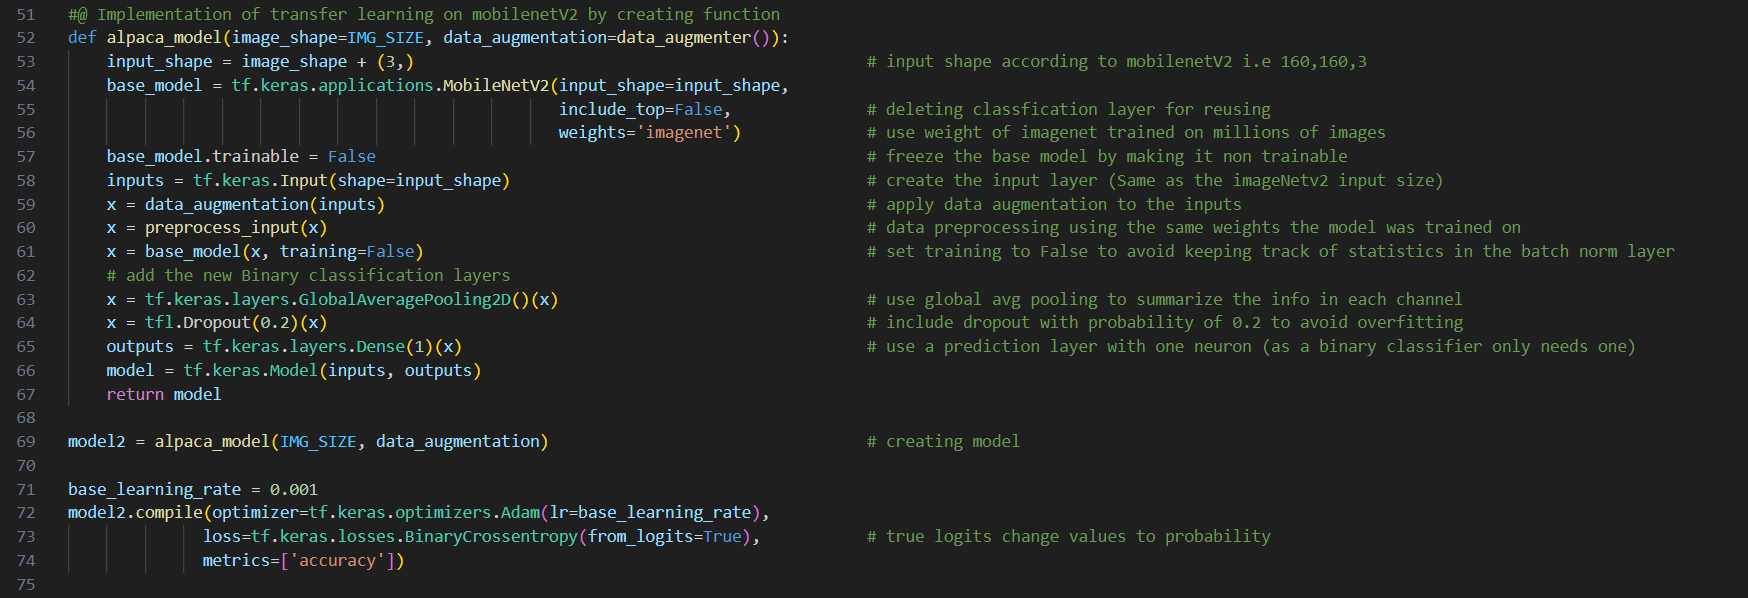 51 #@ Implementation of transfer learning on mobilenetV2 by creating function
52 def alpaca_model(image_shape=IMG_SIZE, data_augmentation=data_augmenter()):
53 input_shape = image_shape + (3,) # input shape according to mobilenetV2 i.e 160,160,3
54 base_model = tf.keras.applications.MobileNetV2(input_shape=input_shape,
55 include_top=False, # deleting classfication layer for reusing
56 weights='imagenet') # use weight of imagenet trained on millions of images
57 base_model.trainable = False # freeze the base model by making it non trainable
58 inputs = tf.keras.Input(shape=input_shape) # create the input layer (Same as the imageNetv2 input size)
59 x = data_augmentation(inputs) # apply data augmentation to the inputs
60 x = preprocess_input(x) # data preprocessing using the same weights the model was trained on
61 x = base_model(x, training=False) # set training to False to avoid keeping track of statistics in the batch norm layer
62 # add the new Binary classification layers
63 x = tf.keras.layers.GlobalAveragePooling2D()(x) # use global avg pooling to summarize the info in each channel
64 x = tfl.Dropout(0.2)(x) # include dropout with probability of 0.2 to avoid overfitting
65 outputs = tf.keras.layers.Dense(1)(x) # use a prediction layer with one neuron (as a binary classifier only needs one)
66 model = tf.keras.Model(inputs, outputs)
67 return model
68
69 model2 = alpaca_model(IMG_SIZE, data_augmentation) # creating model
70
71 base_learning_rate = 0.001
72 model2.compile(optimizer=tf.keras.optimizers.Adam(lr=base_learning_rate),
73 loss=tf.keras.losses.BinaryCrossentropy(from_logits=True), # true logits change values to probability
74 metrics=['accuracy'])
75